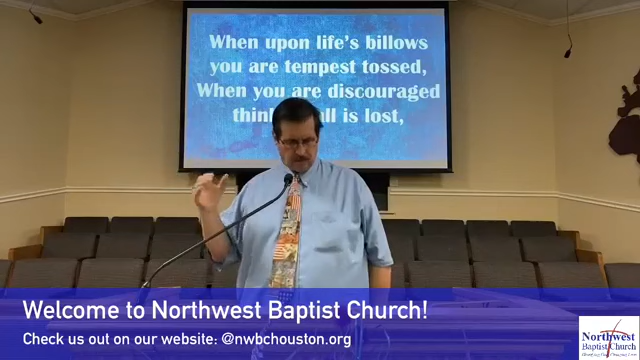 When upon life's billows
you are tempest tossed,
When you are discouraged
all is lost,
Welcome to Northwest Baptist Church!
Check us out on our website: @nwbchouston.org
Northwest
Baptist Church